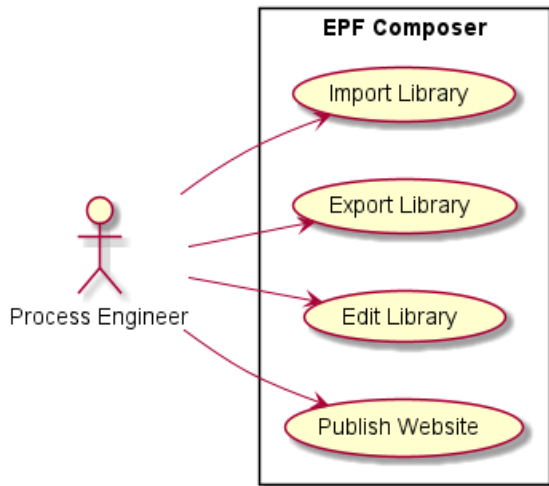 EPF Composer
Import Library
Export Library
Process Engineer
Edit Library
Publish Website